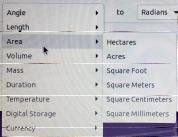 Angle
to Radians
Length
Area
Hectares
Volume
Acres
Mass
Square Foot
Duration
Square Meters
Temperature
Square Centimeters
Digital Storage
Square Millimeters
Currency